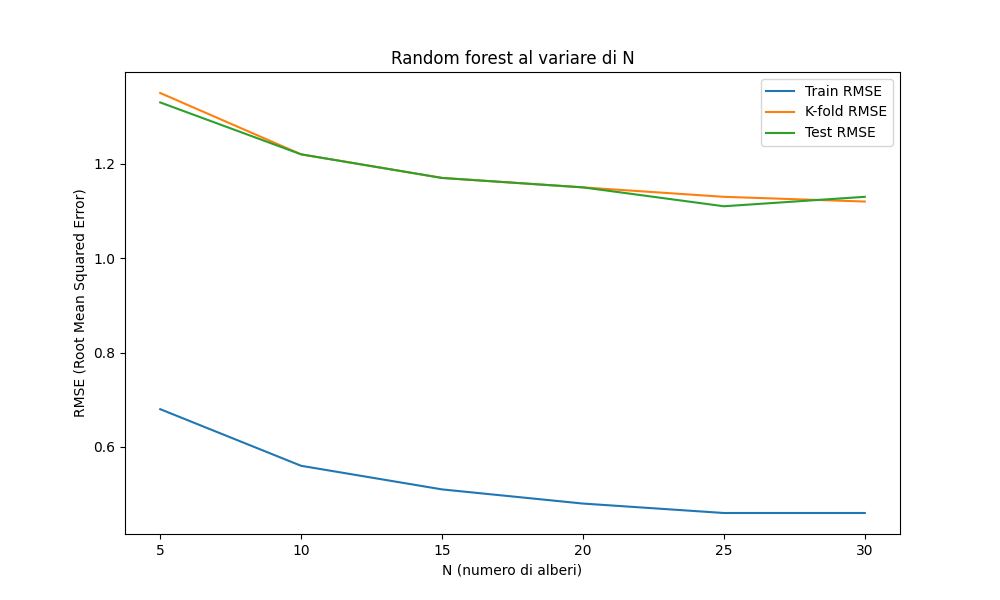 Random forest al variare di N
Train RMSE
K-fold RMSE
Test RMSE
RMSE (Root Mean Squared Error)
1.2
1.0
0.8
0.6
5 10 15 20 25 30
N (numero di alberi)